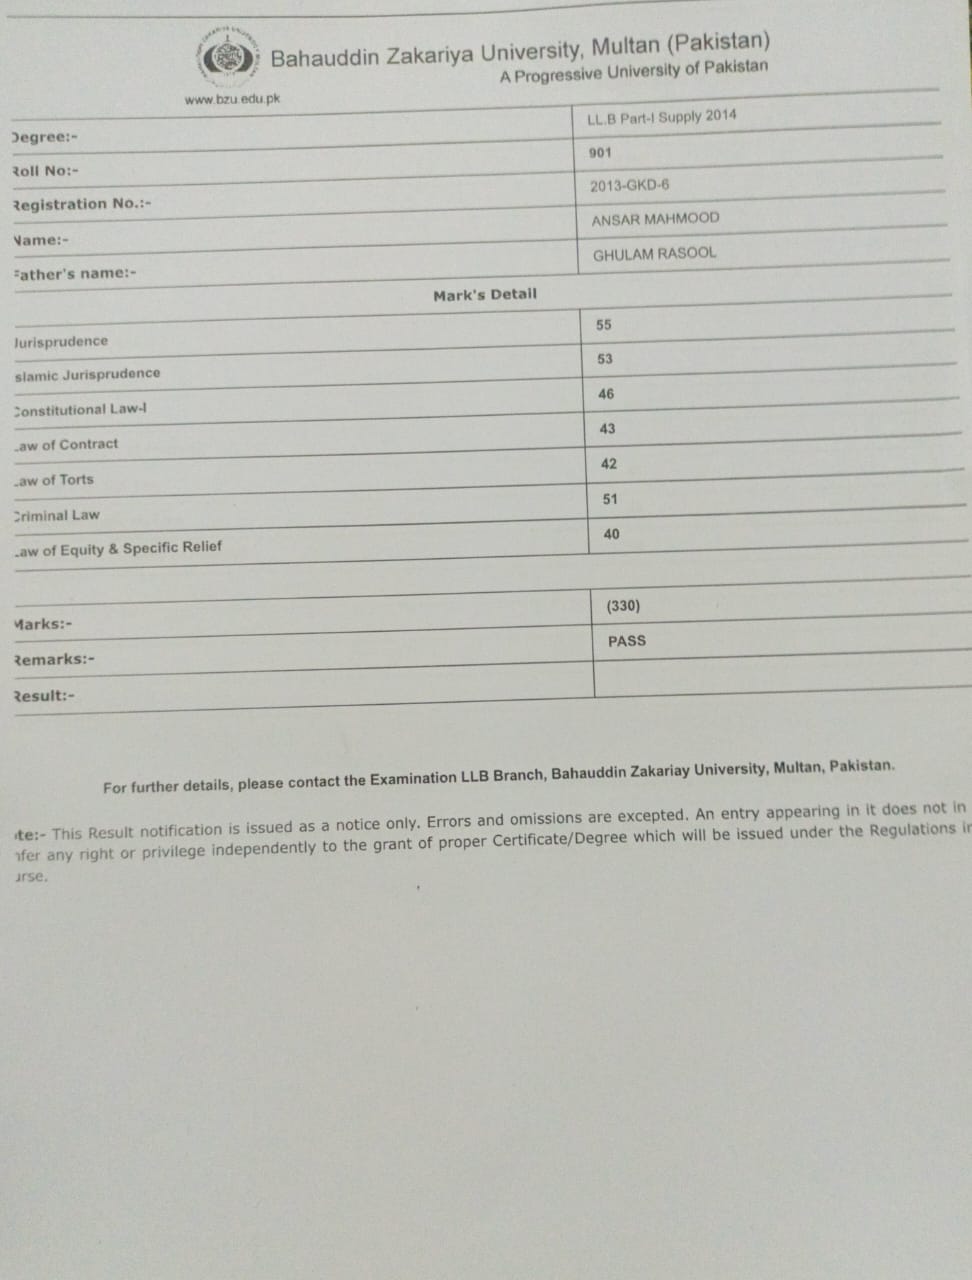 Bahauddin Zakariya University, Multan (Pakistan)
A Progressive University of Pakistan
www.bzu.edu.pk
Degree:- LL.B Part-I Supply 2014
Roll No:- 901
Registration No.:- 2013-GKD-6
Name:- ANSAR MAHMOOD
Father's name:- GHULAM RASOOL
Mark's Detail
Jurisprudence 55
slamic Jurisprudence 53
Constitutional Law-I 46
Law of Contract 43
Law of Torts 42
Criminal Law 51
Law of Equity & Specific Relief 40
Marks:- (330)
Remarks:- PASS
Result:-
For further details, please contact the Examination LLB Branch, Bahauddin Zakariay University, Multan, Pakistan.
te:- This Result notification is issued as a notice only. Errors and omissions are excepted. An entry appearing in it does not in
nfer any right or privilege independently to the grant of proper Certificate/Degree which will be issued under the Regulations in
urse.